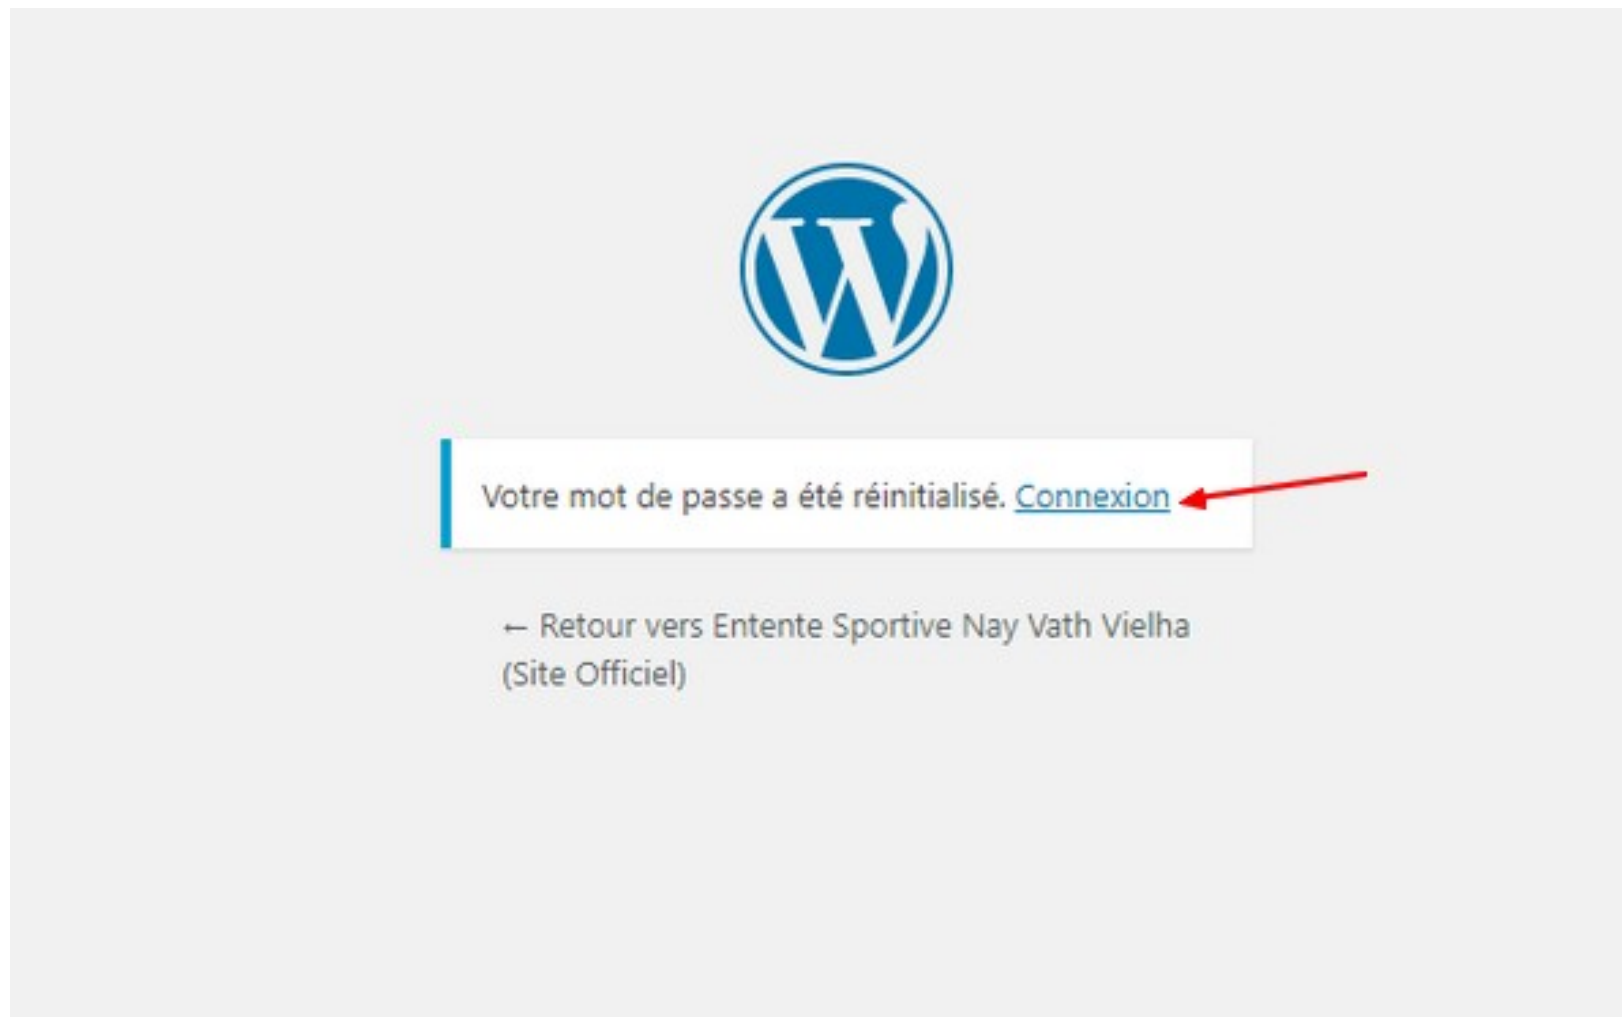 Votre mot de passe a été réinitialisé. Connexion
← Retour vers Entente Sportive Nay Vath Vielha
(Site Officiel)